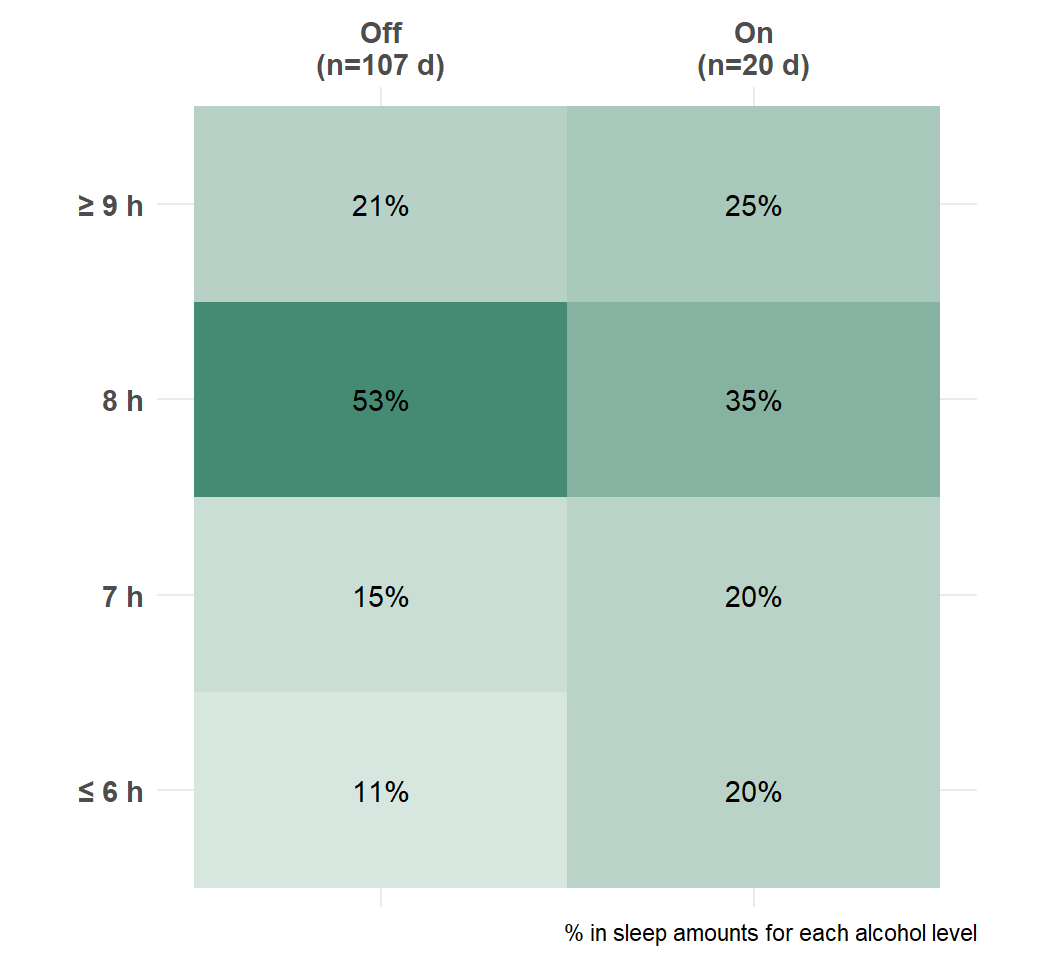 Off On
(n=107 d) (n=20 d)
≥ 9 h 21% 25%
8 h 53% 35%
7 h 15% 20%
≤ 6 h 11% 20%
% in sleep amounts for each alcohol level